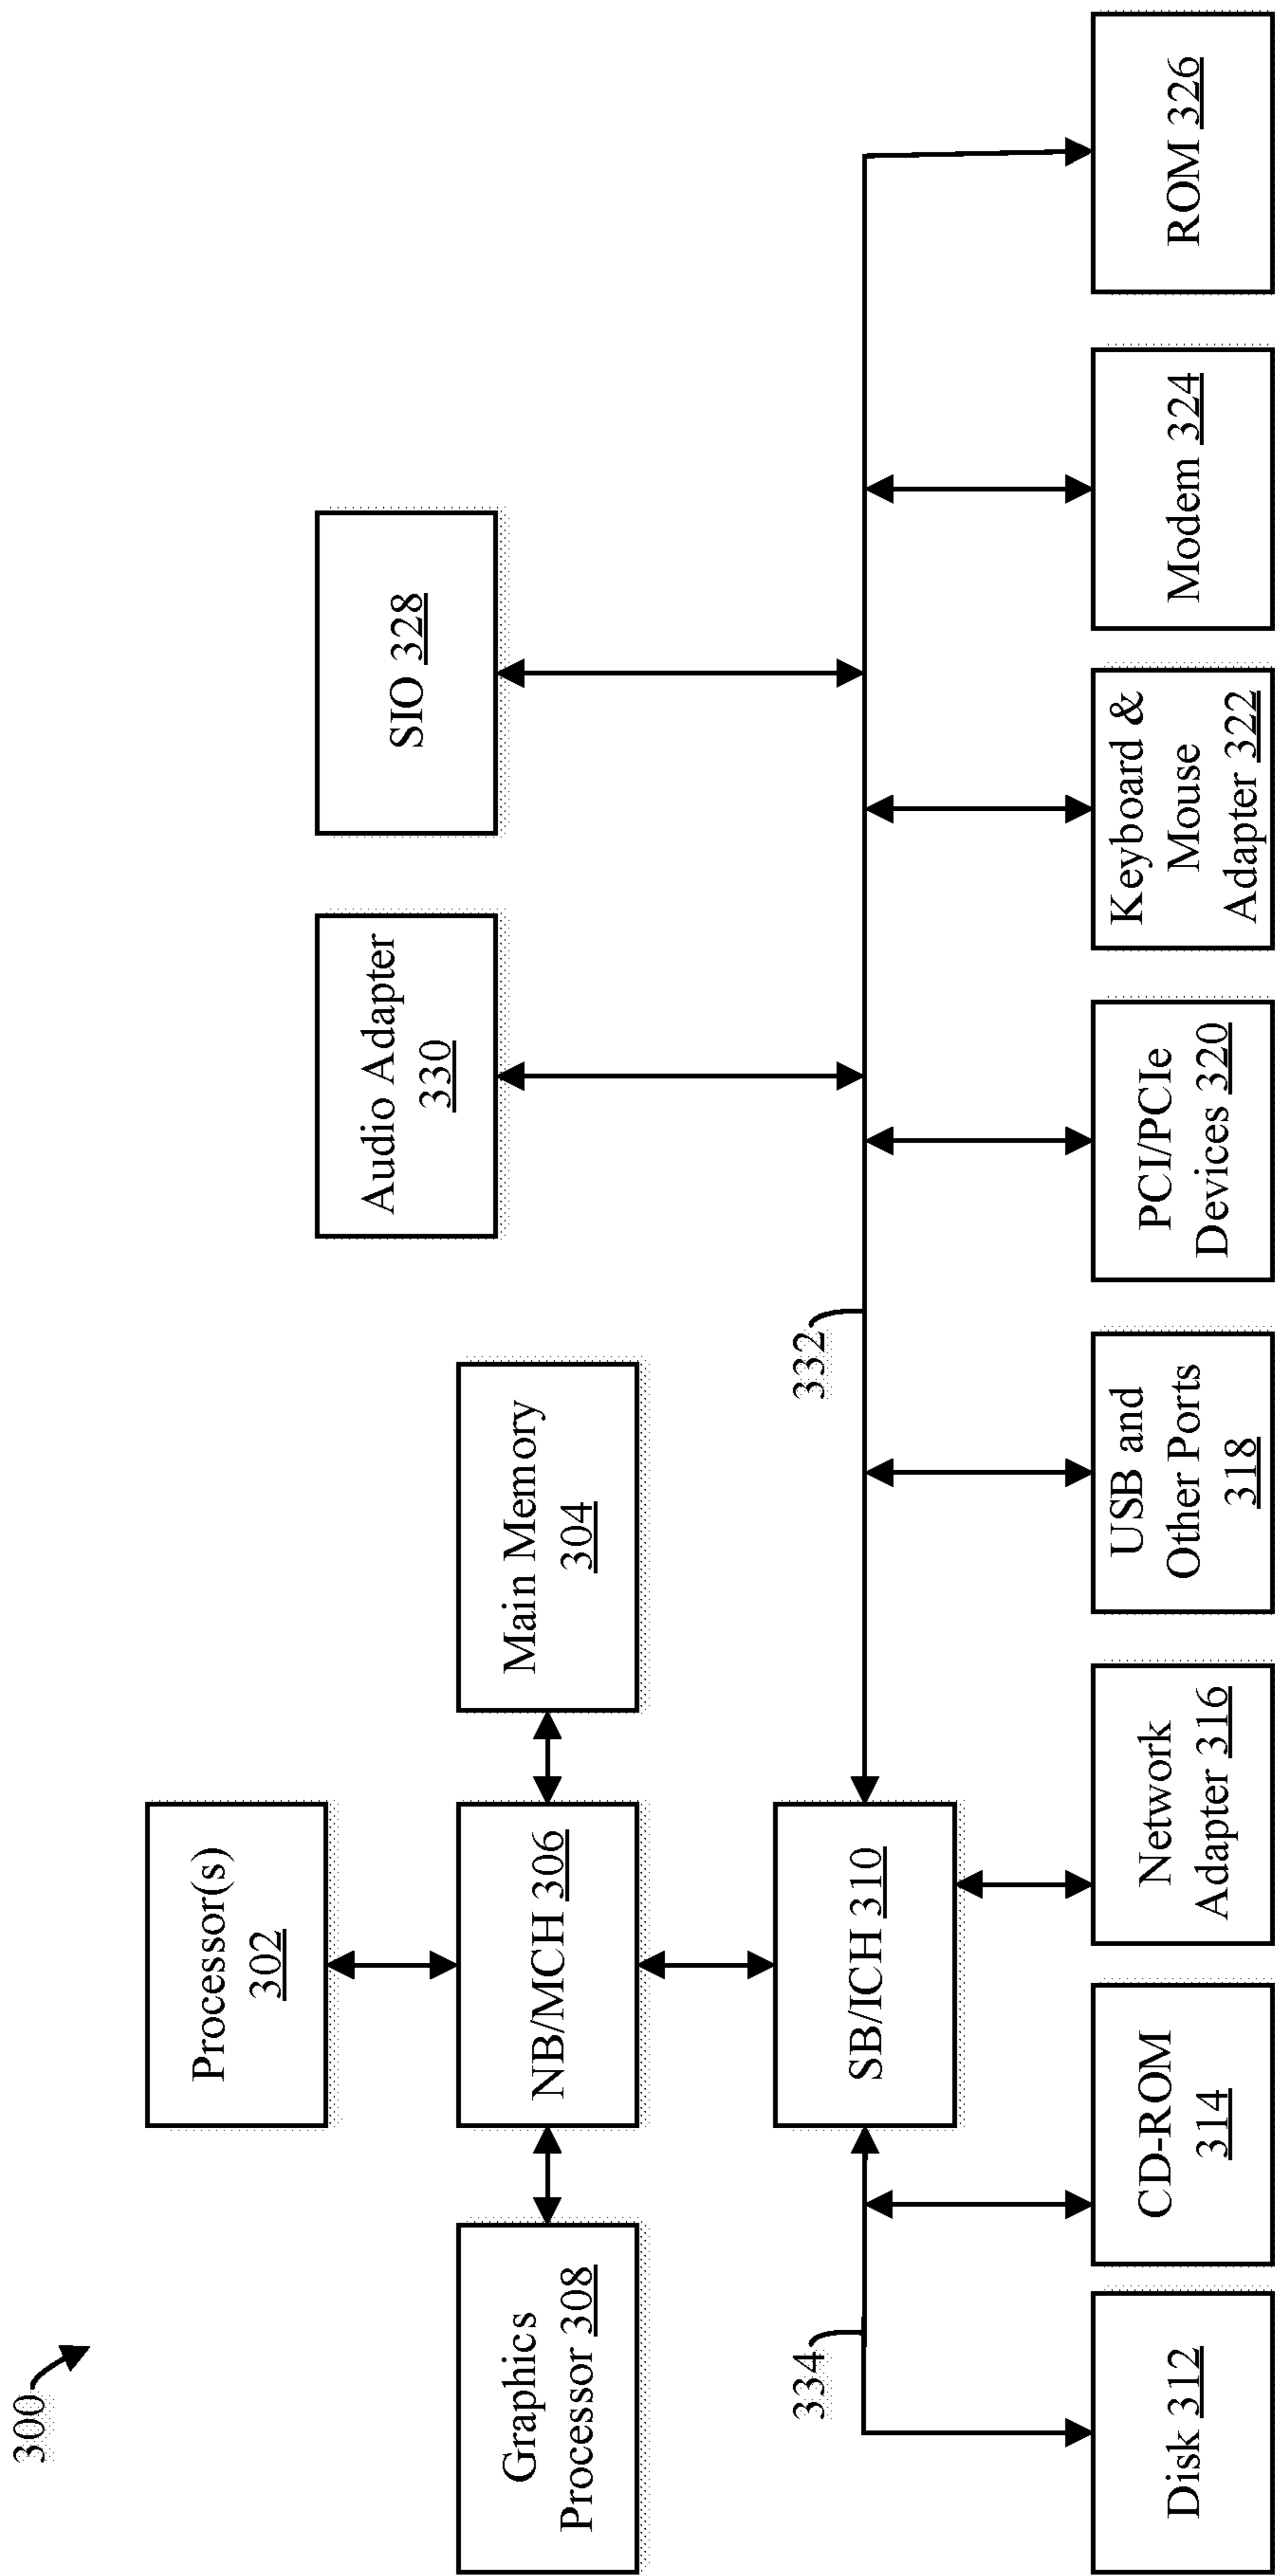 300
Processor(s)
302
Graphics
Processor 308
NB/MCH 306
Main Memory
304
Audio Adapter
330
SIO 328
334
SB/ICH 310
332
Disk 312
CD-ROM
314
Network
Adapter 316
USB and
Other Ports
318
PCI/PCIe
Devices 320
Keyboard &
Mouse
Adapter 322
Modem 324
ROM 326